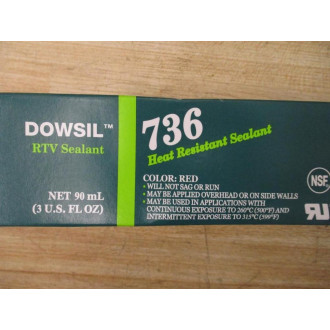 DOWSIL™
RTV Sealant
NET 90 mL
(3 U.S. FL OZ)
736
Heat Resistant Sealant
COLOR: RED
• WILL NOT SAG OR RUN
• MAY BE APPLIED OVERHEAD OR ON SIDE WALLS
• MAY BE USED IN APPLICATIONS WITH
CONTINUOUS EXPOSURE TO 260°C (500°F) AND
INTERMITTENT EXPOSURE TO 315°C (599°F)
NSF